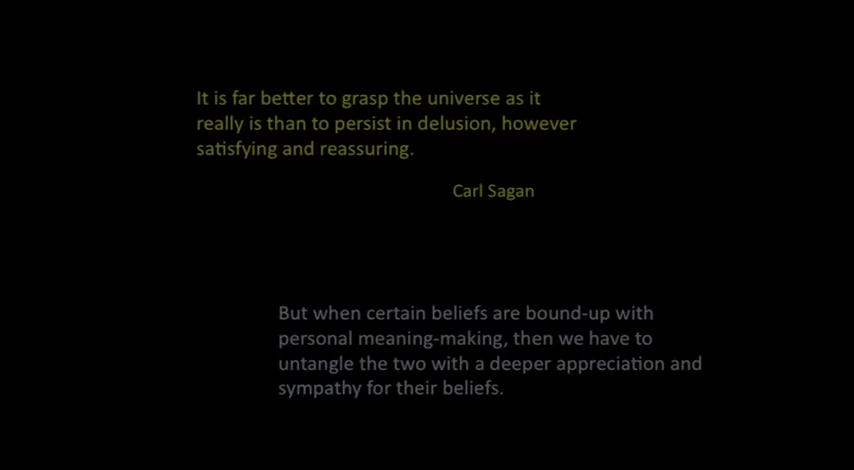 It is far better to grasp the universe as it
really is than to persist in delusion, however
satisfying and reassuring.
Carl Sagan
But when certain beliefs are bound-up with
personal meaning-making, then we have to
untangle the two with a deeper appreciation and
sympathy for their beliefs.